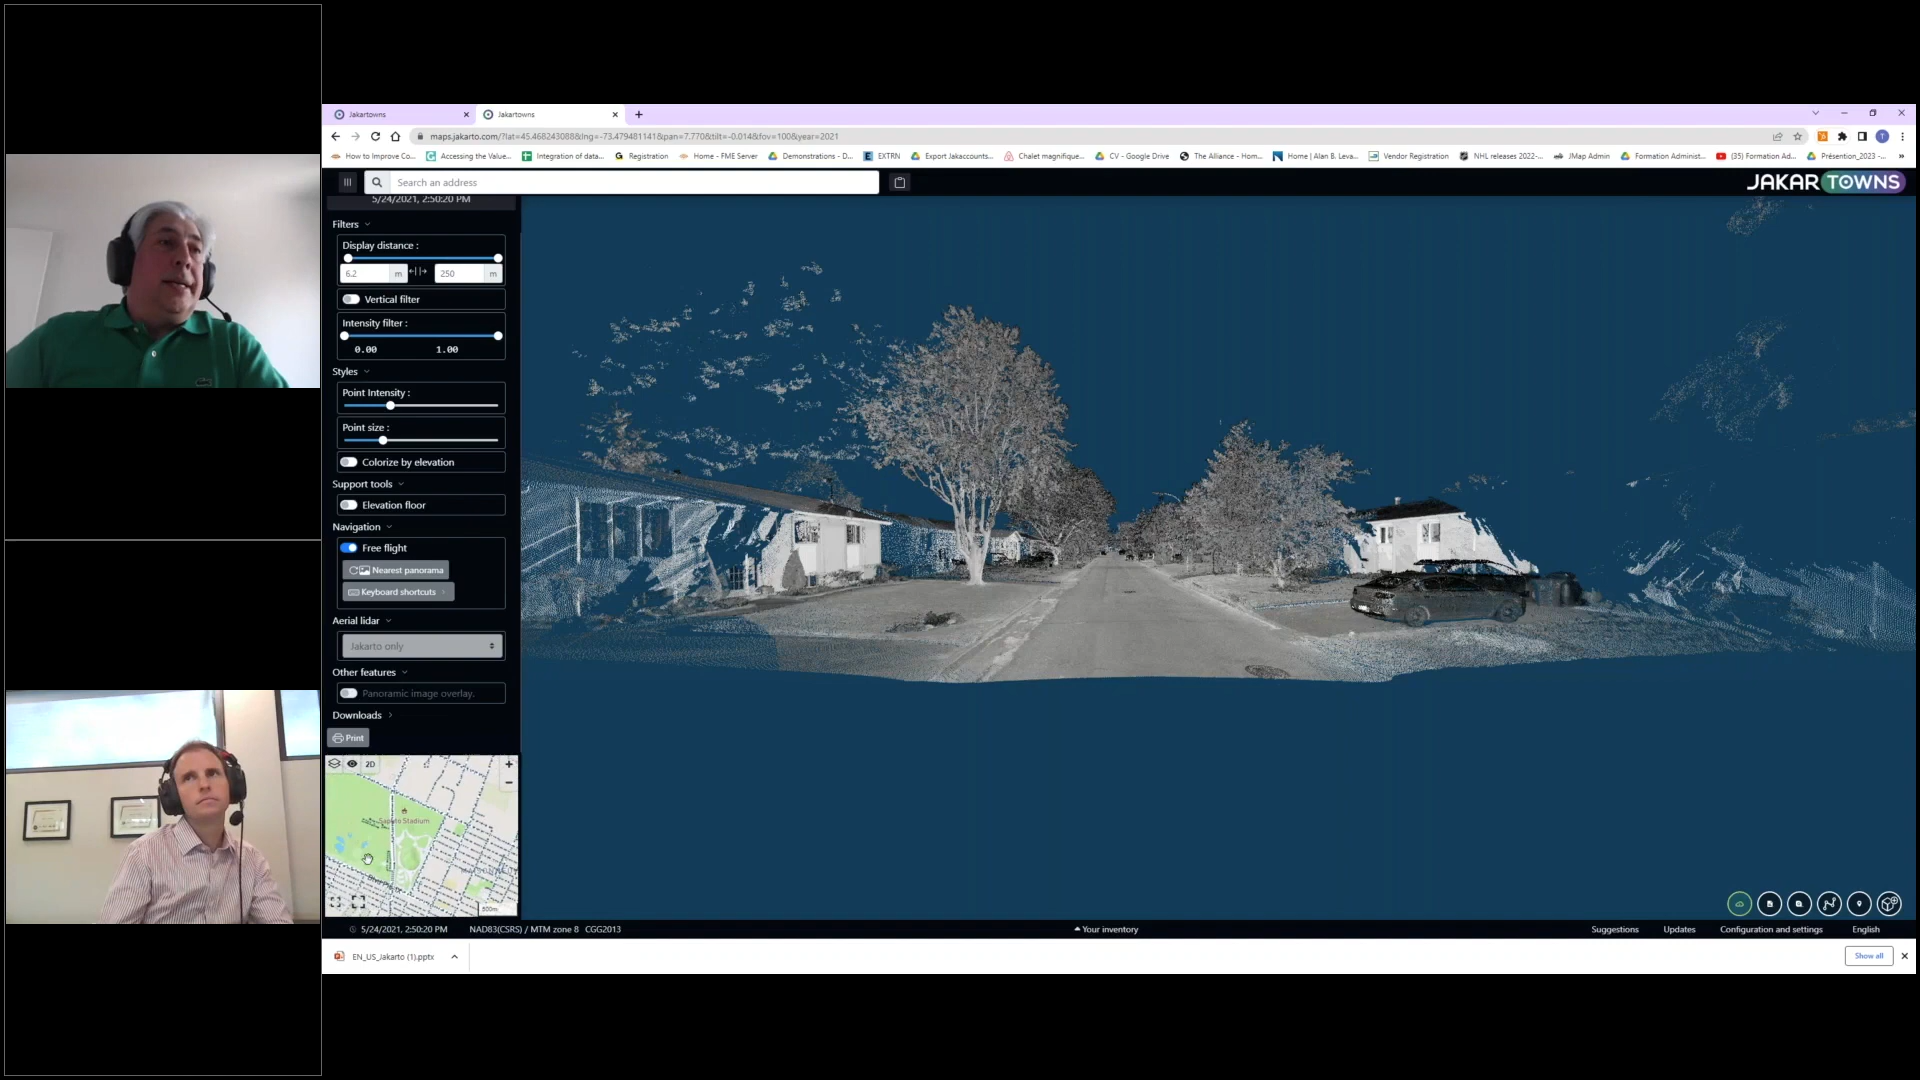 Jakartowns
Jakartowns
maps.jakarto.com/?lat=45.468243088&lng=-73.479481141&pan=7.770&tilt=-0.014&fov=100&year=2021
How to Improve Co...
Accessing the Value...
Integration of data...
Registration
Home - FME Server
Demonstrations - D...
EXTRN
Export Jakaccounts...
Chalet magnifique...
CV - Google Drive
The Alliance - Hom...
Home | Alan B. Leva...
Vendor Registration
NHL releases 2022-...
JMap Admin
Formation Administ...
(35) Formation Ad...
Présention_2023 -...
»
Search an address
JAKARTOWNS
5/24/2021, 2:50:20 PM
Filters
Display distance :
6.2 m
250 m
Vertical filter
Intensity filter :
0.00 1.00
Styles
Point Intensity :
Point size :
Colorize by elevation
Support tools
Elevation floor
Navigation
Free flight
Nearest panorama
Keyboard shortcuts
Aerial lidar
Jakarto only
Other features
Panoramic image overlay.
Downloads
Print
2D
+
−
Saputo Stadium
800m
5/24/2021, 2:50:20 PM
NAD83(CSRS) / MTM zone 8 CGG2013
Your inventory
Suggestions
Updates
Configuration and settings
English
EN_US_Jakarto (1).pptx
Show all